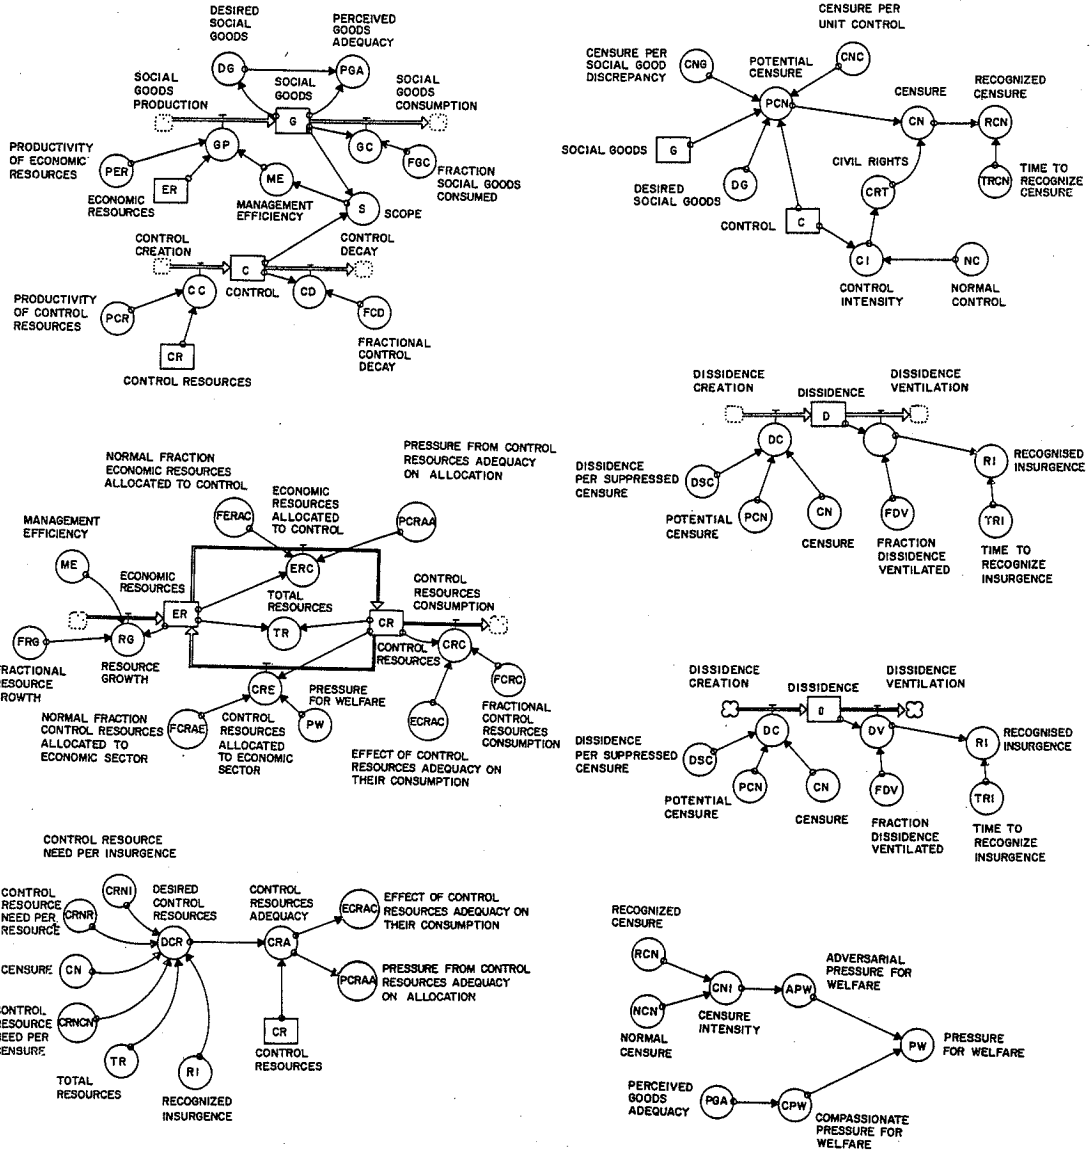 DESIRED
SOCIAL
GOODS
PERCEIVED
GOODS
ADEQUACY
DG
PGA
SOCIAL
GOODS
PRODUCTION
SOCIAL
GOODS
SOCIAL
GOODS
CONSUMPTION
G
PRODUCTIVITY
OF ECONOMIC
RESOURCES
GP
GC
PER
FGC
ER
ME
FRACTION
SOCIAL GOODS
CONSUMED
ECONOMIC
RESOURCES
MANAGEMENT
EFFICIENCY
S
SCOPE
CONTROL
CREATION
CONTROL
DECAY
C
CONTROL
CC
CD
PRODUCTIVITY
OF CONTROL
RESOURCES
PCR
FCD
FRACTIONAL
CONTROL
DECAY
CR
CONTROL RESOURCES
CENSURE PER
UNIT CONTROL
CENSURE PER
SOCIAL GOOD
DISCREPANCY
CNG
POTENTIAL
CENSURE
CNC
PCN
CENSURE
RECOGNIZED
CENSURE
CN
RCN
SOCIAL GOODS
G
CIVIL RIGHTS
DG
DESIRED
SOCIAL GOODS
CRT
TRCN
TIME TO
RECOGNIZE
CENSURE
CONTROL
C
CI
NC
CONTROL
INTENSITY
NORMAL
CONTROL
DISSIDENCE
CREATION
DISSIDENCE
DISSIDENCE
VENTILATION
D
DC
RI
RECOGNISED
INSURGENCE
DISSIDENCE
PER SUPPRESSED
CENSURE
DSC
PCN
CN
FDV
TRI
POTENTIAL
CENSURE
CENSURE
FRACTION
DISSIDENCE
VENTILATED
TIME TO
RECOGNIZE
INSURGENCE
NORMAL FRACTION
ECONOMIC RESOURCES
ALLOCATED TO CONTROL
PRESSURE FROM CONTROL
RESOURCES ADEQUACY
ON ALLOCATION
ECONOMIC
RESOURCES
ALLOCATED
TO CONTROL
FERAC
PCRAA
MANAGEMENT
EFFICIENCY
ME
ERC
ECONOMIC
RESOURCES
TOTAL
RESOURCES
CONTROL
RESOURCES
CONSUMPTION
ER
CR
FRG
RG
TR
CRC
CONTROL
RESOURCES
FRACTIONAL
RESOURCE
GROWTH
RESOURCE
GROWTH
CRE
PRESSURE
FOR WELFARE
FCRC
NORMAL FRACTION
CONTROL RESOURCES
ALLOCATED TO
ECONOMIC SECTOR
FCRAE
CONTROL
RESOURCES
ALLOCATED
TO ECONOMIC
SECTOR
PW
ECRAC
FRACTIONAL
CONTROL
RESOURCES
CONSUMPTION
EFFECT OF CONTROL
RESOURCES ADEQUACY ON
THEIR CONSUMPTION
DISSIDENCE
CREATION
DISSIDENCE
DISSIDENCE
VENTILATION
DC
DV
RI
RECOGNISED
INSURGENCE
DISSIDENCE
PER SUPPRESSED
CENSURE
DSC
PCN
CN
FDV
TRI
POTENTIAL
CENSURE
CENSURE
FRACTION
DISSIDENCE
VENTILATED
TIME TO
RECOGNIZE
INSURGENCE
CONTROL RESOURCE
NEED PER INSURGENCE
CRNI
DESIRED
CONTROL
RESOURCES
CONTROL
RESOURCES
ADEQUACY
CONTROL
RESOURCE
NEED PER
RESOURCE
CRNR
ECRAC
EFFECT OF CONTROL
RESOURCES ADEQUACY ON
THEIR CONSUMPTION
DCR
CRA
CENSURE
CN
PCRAA
PRESSURE FROM CONTROL
RESOURCES ADEQUACY
ON ALLOCATION
CONTROL
RESOURCE
NEED PER
CENSURE
CRNCN
CR
CONTROL
RESOURCES
TR
RI
TOTAL
RESOURCES
RECOGNIZED
INSURGENCE
RECOGNIZED
CENSURE
RCN
ADVERSARIAL
PRESSURE FOR
WELFARE
CNI
APW
NCN
CENSURE
INTENSITY
NORMAL
CENSURE
PW
PRESSURE
FOR WELFARE
PERCEIVED
GOODS
ADEQUACY
PGA
CPW
COMPASSIONATE
PRESSURE FOR
WELFARE